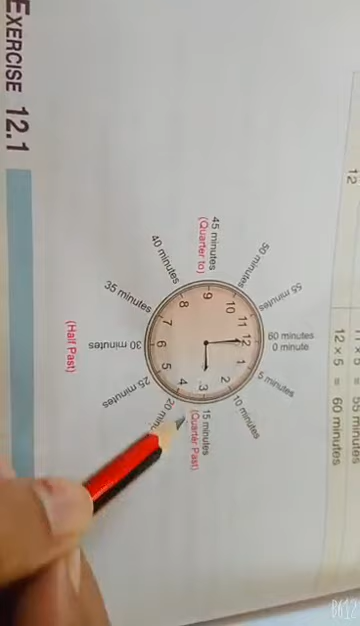 12
11 × 5 = 55 minutes
12 × 5 = 60 minutes
60 minutes
0 minute
5 minutes
10 minutes
15 minutes
(Quarter Past)
20
25 minutes
30 minutes
(Half Past)
35 minutes
40 minutes
45 minutes
(Quarter to)
50 minutes
55 minutes
12
1
2
3
4
5
6
7
8
9
10
11
EXERCISE 12.1
B612